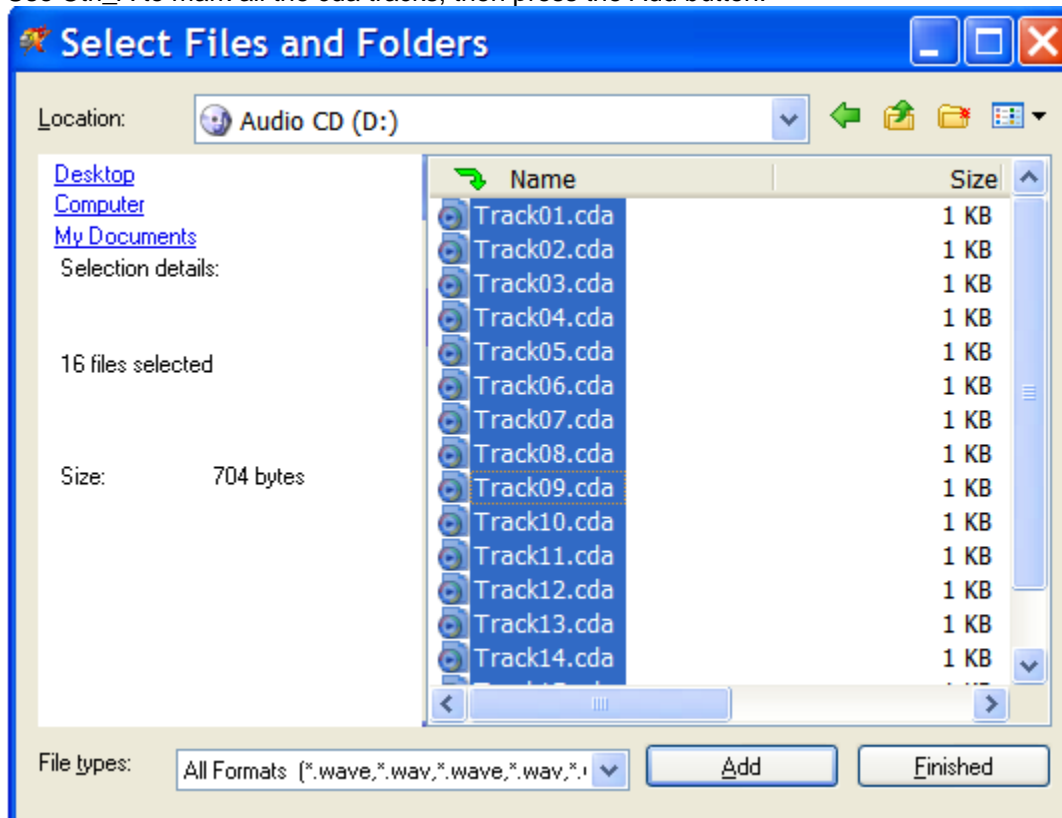 Select Files and Folders
Location: Audio CD (D:)
Desktop
Computer
My Documents
Selection details:
16 files selected
Size: 704 bytes
Name Size
Track01.cda 1 KB
Track02.cda 1 KB
Track03.cda 1 KB
Track04.cda 1 KB
Track05.cda 1 KB
Track06.cda 1 KB
Track07.cda 1 KB
Track08.cda 1 KB
Track09.cda 1 KB
Track10.cda 1 KB
Track11.cda 1 KB
Track12.cda 1 KB
Track13.cda 1 KB
Track14.cda 1 KB
File types: All Formats (*.wave,*.wav,*.wave,*.wav,*.
Add Finished